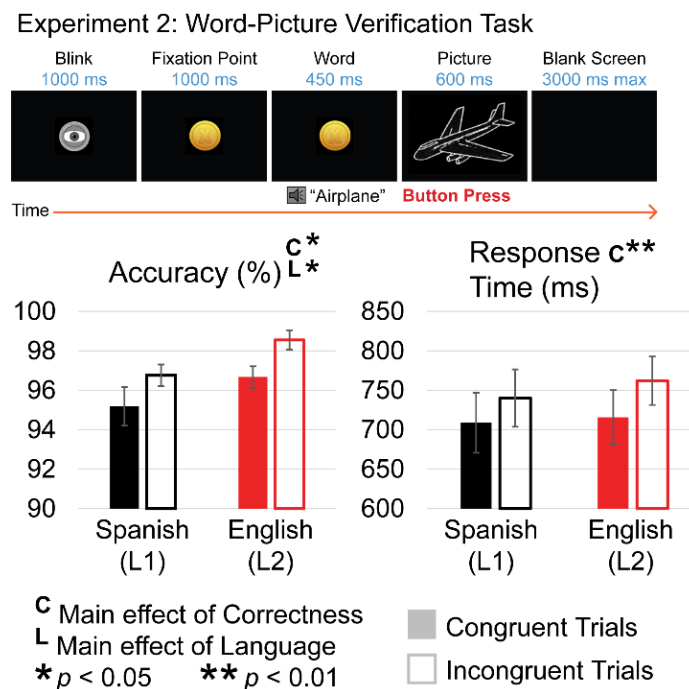 Experiment 2: Word-Picture Verification Task
Blink Fixation Point Word Picture Blank Screen
1000 ms 1000 ms 450 ms 600 ms 3000 ms max
"Airplane" Button Press
Time
Accuracy (%) C*
L*
Response C**
Time (ms)
100
98
96
94
92
90
Spanish English
(L1) (L2)
850
800
750
700
650
600
Spanish English
(L1) (L2)
C Main effect of Correctness
L Main effect of Language
* p < 0.05 ** p < 0.01
Congruent Trials
Incongruent Trials